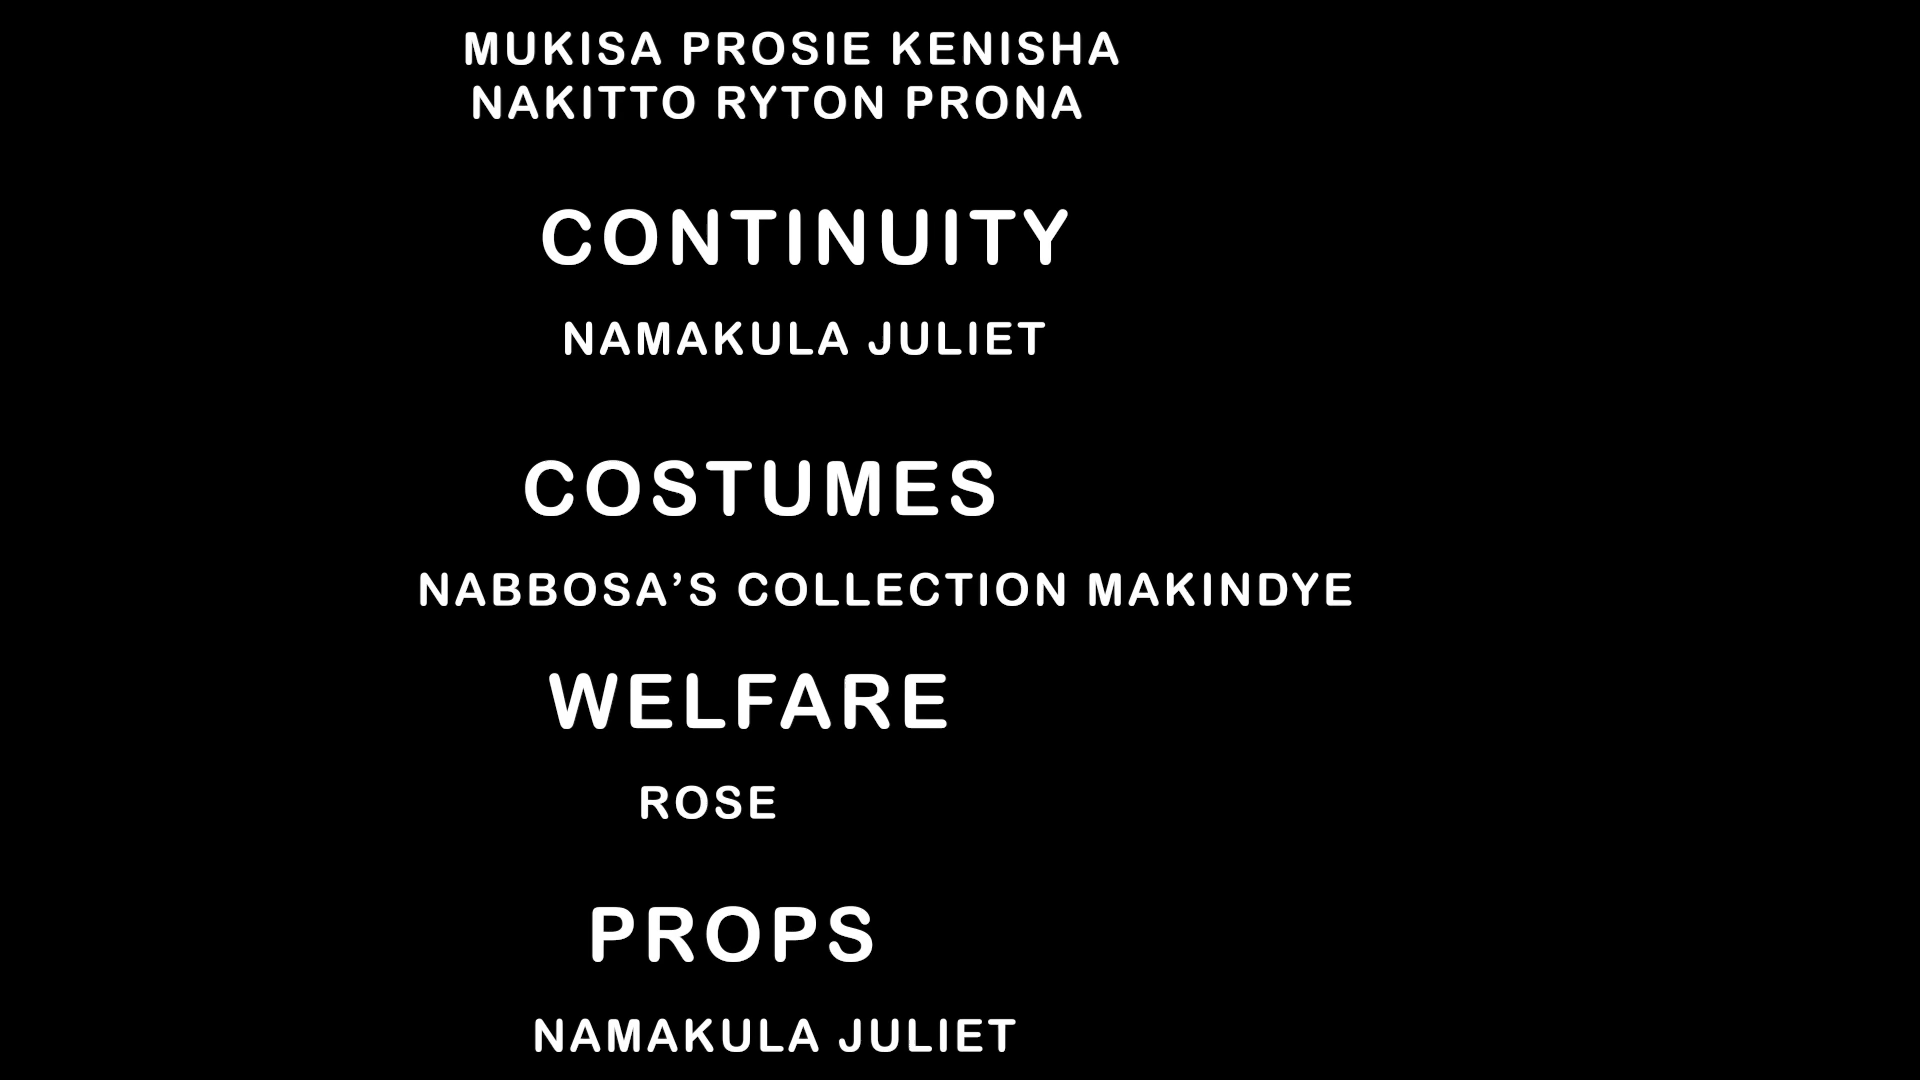 MUKISA PROSIE KENISHA
NAKITTO RYTON PRONA
CONTINUITY
NAMAKULA JULIET
COSTUMES
NABBOSA’S COLLECTION MAKINDYE
WELFARE
ROSE
PROPS
NAMAKULA JULIET